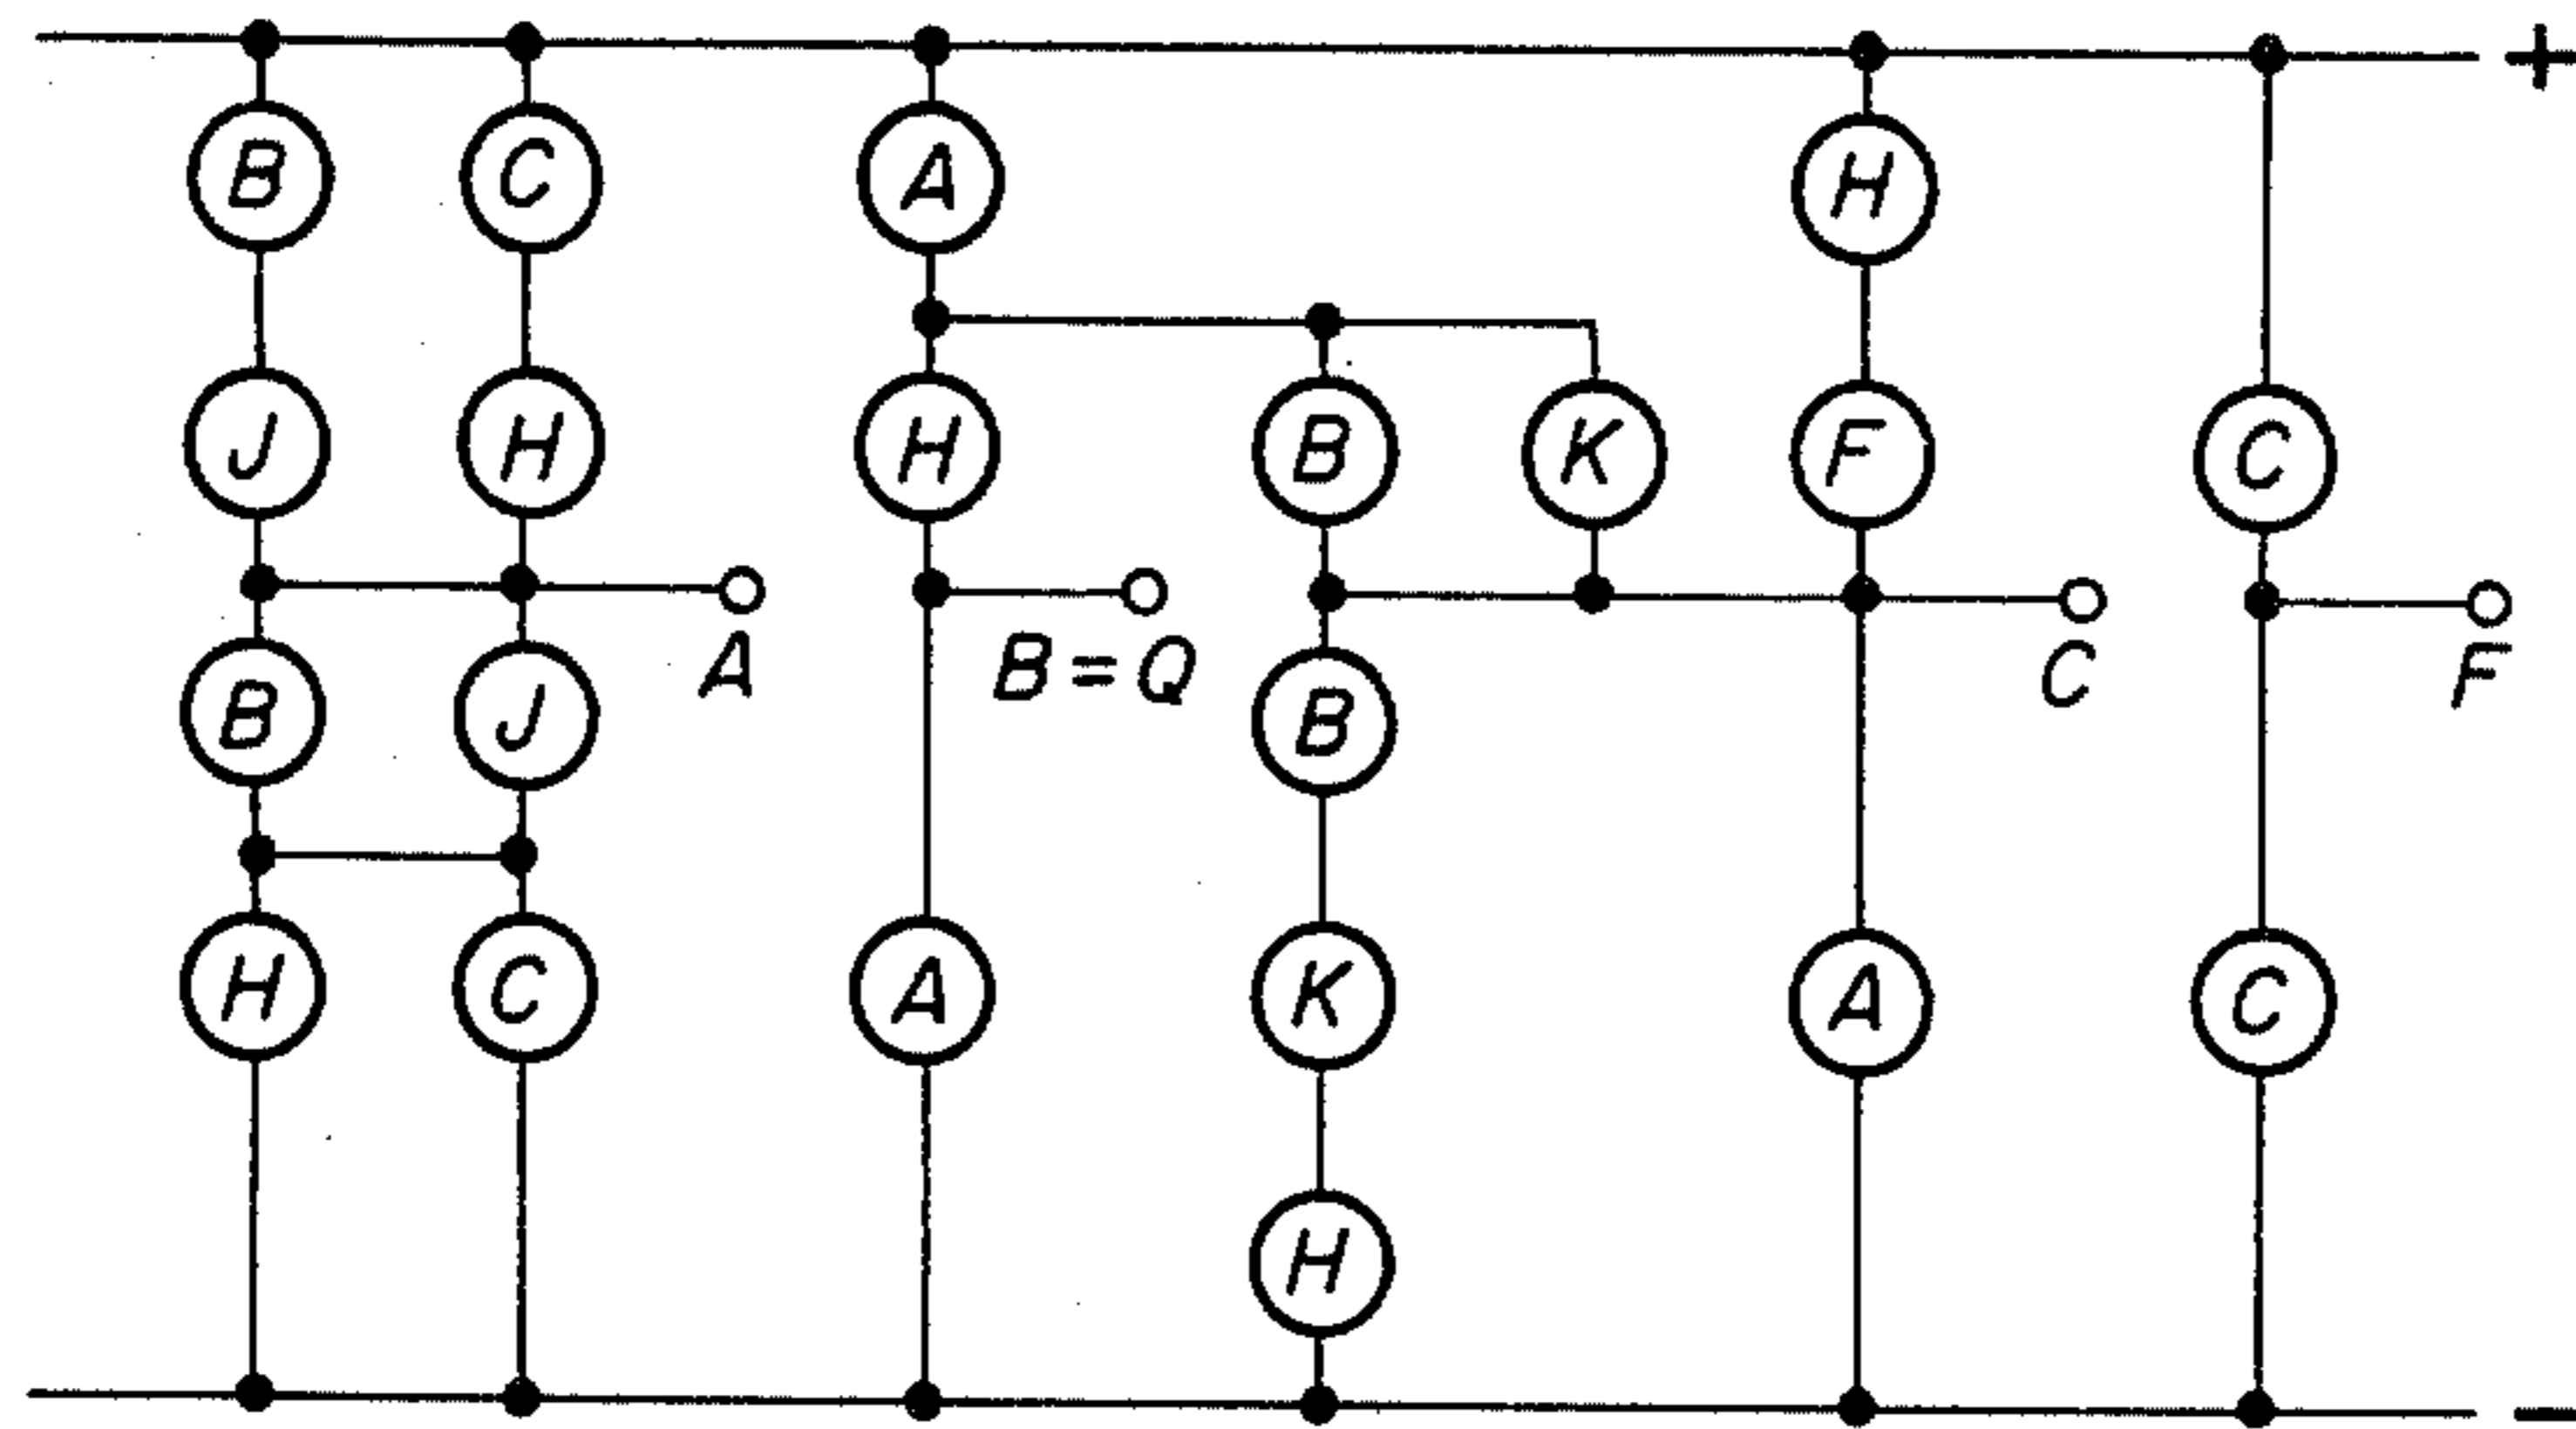 +
B C A H
J H H B K F C
A B = Q C F
B J B
H C A K A C
H
−